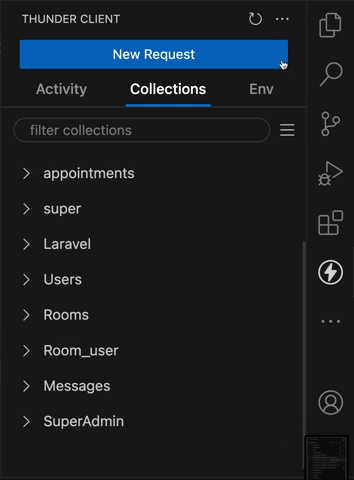 THUNDER CLIENT
New Request
Activity Collections Env
filter collections
appointments
super
Laravel
Users
Rooms
Room_user
Messages
SuperAdmin